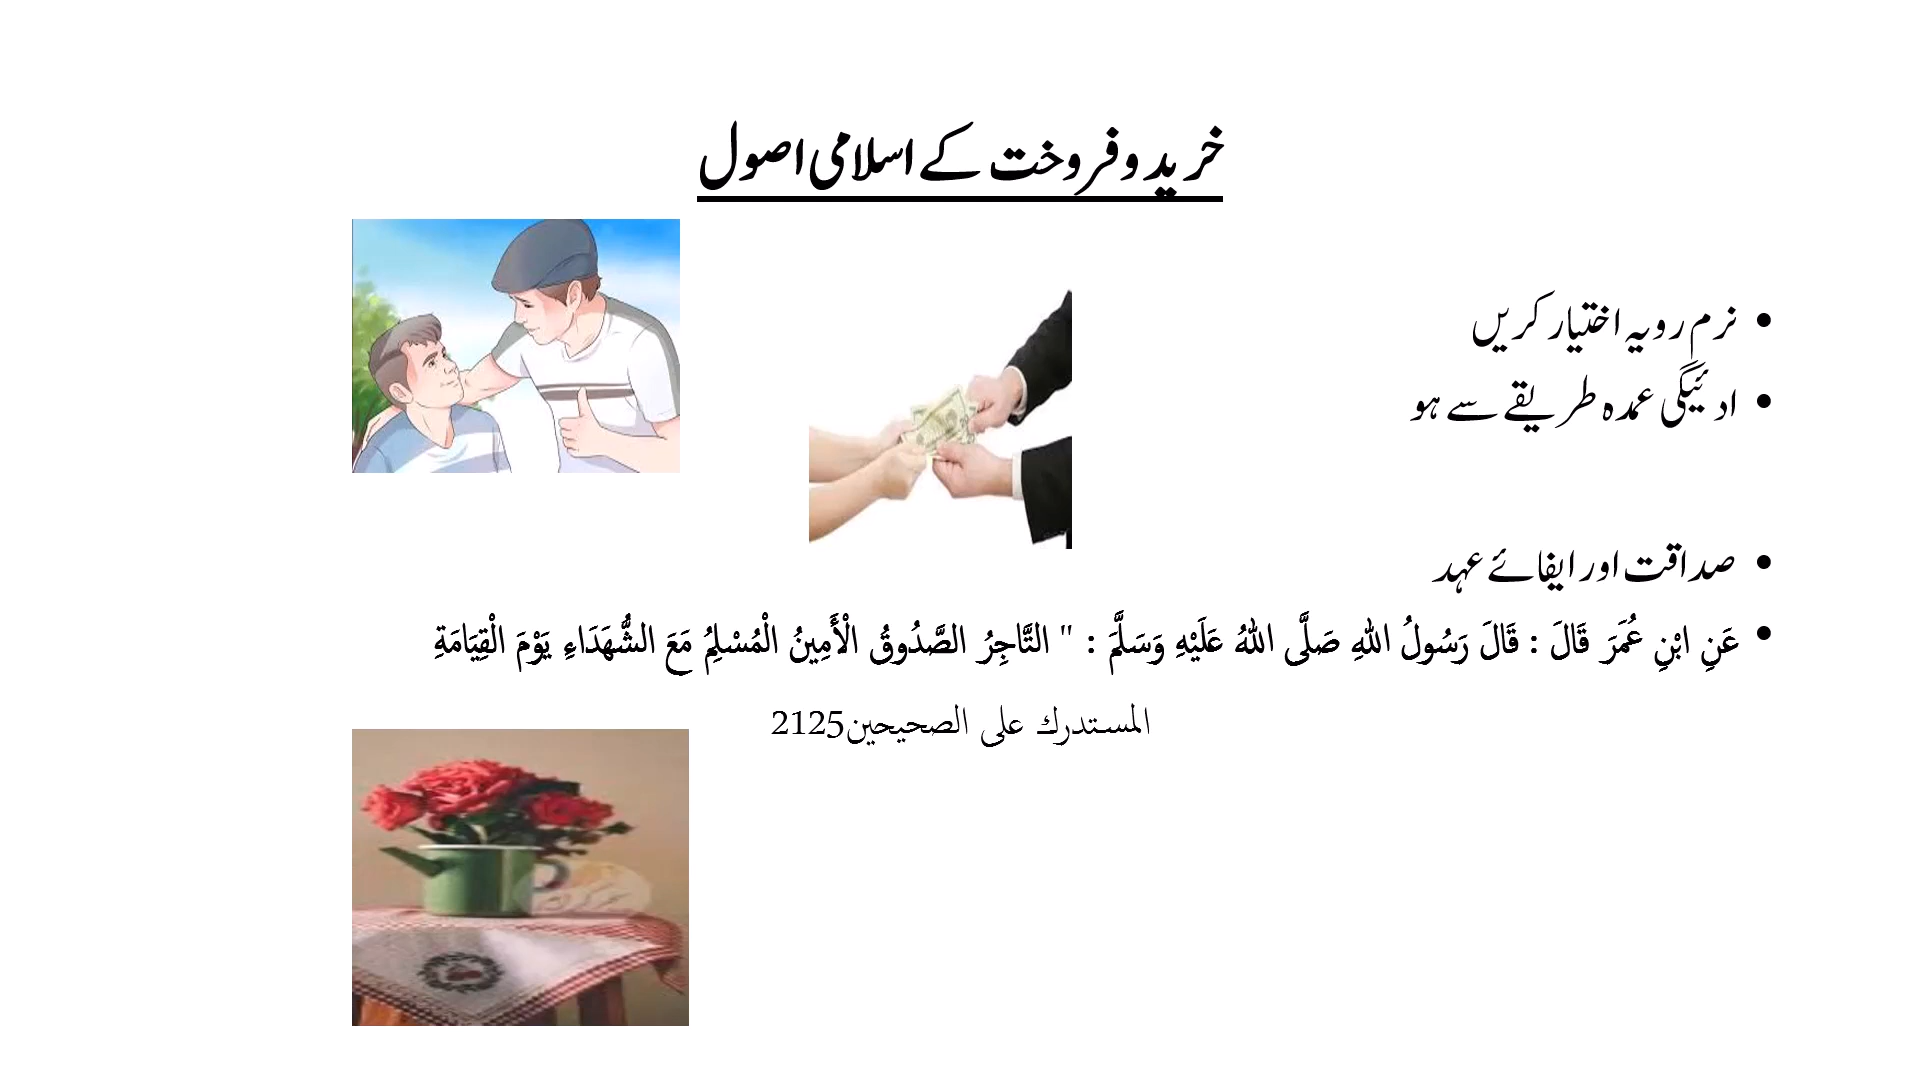 خرید و فروخت کے اسلامی اصول
• نرم رویہ اختیار کریں
• ادئیگی عمدہ طریقے سے ہو
• صداقت اور ایفائے عہد
• عَنِ ابْنِ عُمَرَ قَالَ : قَالَ رَسُولُ اللهِ صَلَّى اللهُ عَلَيْهِ وَسَلَّمَ : " التَّاجِرُ الصَّدُوقُ الْأَمِينُ الْمُسْلِمُ مَعَ الشُّهَدَاءِ يَوْمَ الْقِيَامَةِ
المستدرك على الصحيحين2125